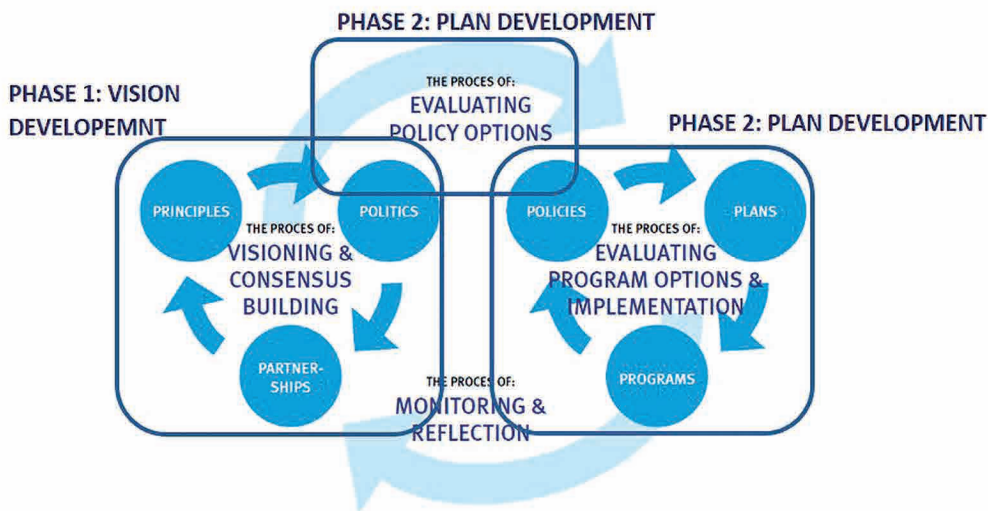 PHASE 2: PLAN DEVELOPMENT
THE PROCES OF:
EVALUATING
POLICY OPTIONS
PHASE 1: VISION
DEVELOPEMNT
PHASE 2: PLAN DEVELOPMENT
PRINCIPLES
POLITICS
THE PROCES OF:
VISIONING &
CONSENSUS
BUILDING
PARTNER-
SHIPS
POLICIES
PLANS
THE PROCES OF:
EVALUATING
PROGRAM OPTIONS &
IMPLEMENTATION
PROGRAMS
THE PROCES OF:
MONITORING &
REFLECTION